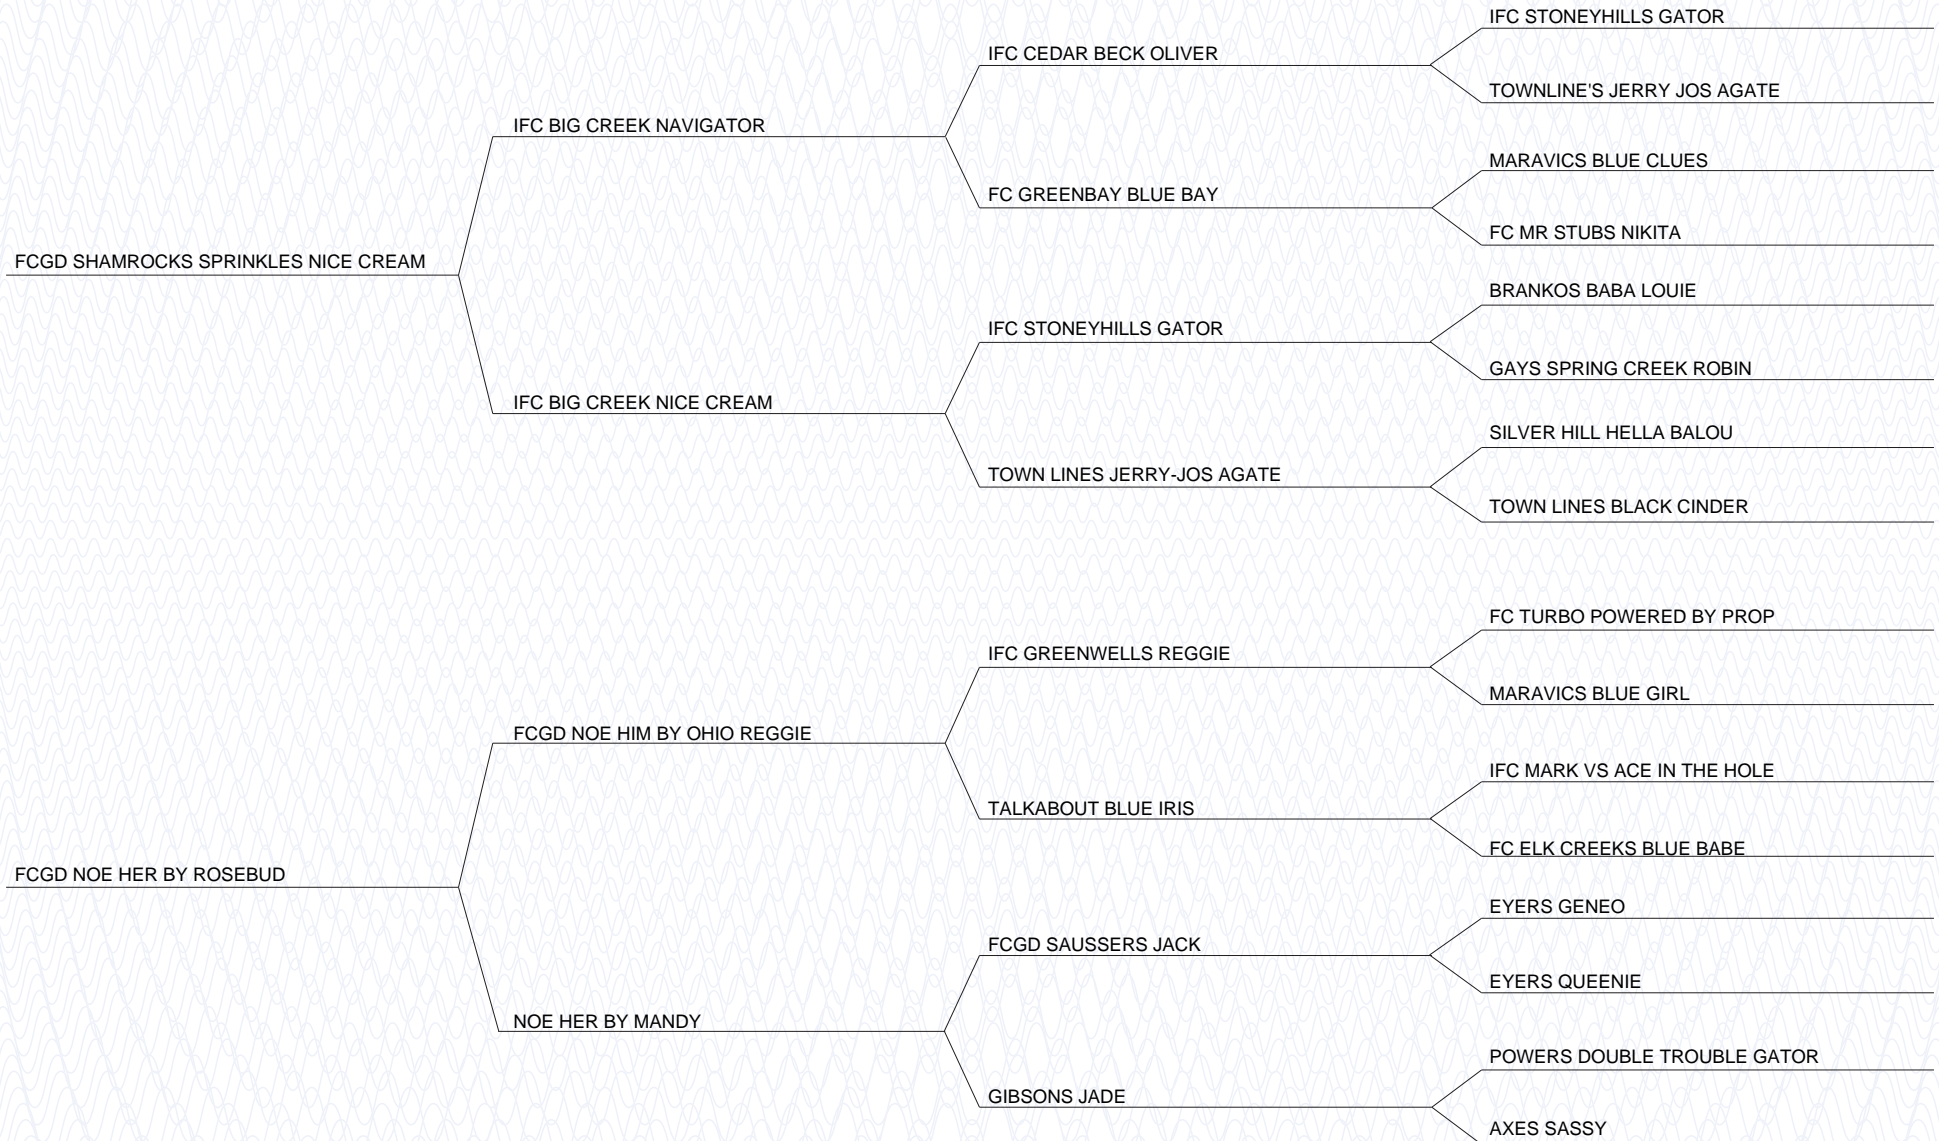 IFC STONEYHILLS GATOR
IFC CEDAR BECK OLIVER
TOWNLINE'S JERRY JOS AGATE
IFC BIG CREEK NAVIGATOR
MARAVICS BLUE CLUES
FC GREENBAY BLUE BAY
FC MR STUBS NIKITA
FCGD SHAMROCKS SPRINKLES NICE CREAM
BRANKOS BABA LOUIE
IFC STONEYHILLS GATOR
GAYS SPRING CREEK ROBIN
IFC BIG CREEK NICE CREAM
SILVER HILL HELLA BALOU
TOWN LINES JERRY-JOS AGATE
TOWN LINES BLACK CINDER
FC TURBO POWERED BY PROP
IFC GREENWELLS REGGIE
MARAVICS BLUE GIRL
FCGD NOE HIM BY OHIO REGGIE
IFC MARK VS ACE IN THE HOLE
TALKABOUT BLUE IRIS
FC ELK CREEKS BLUE BABE
FCGD NOE HER BY ROSEBUD
EYERS GENEO
FCGD SAUSSERS JACK
EYERS QUEENIE
NOE HER BY MANDY
POWERS DOUBLE TROUBLE GATOR
GIBSONS JADE
AXES SASSY